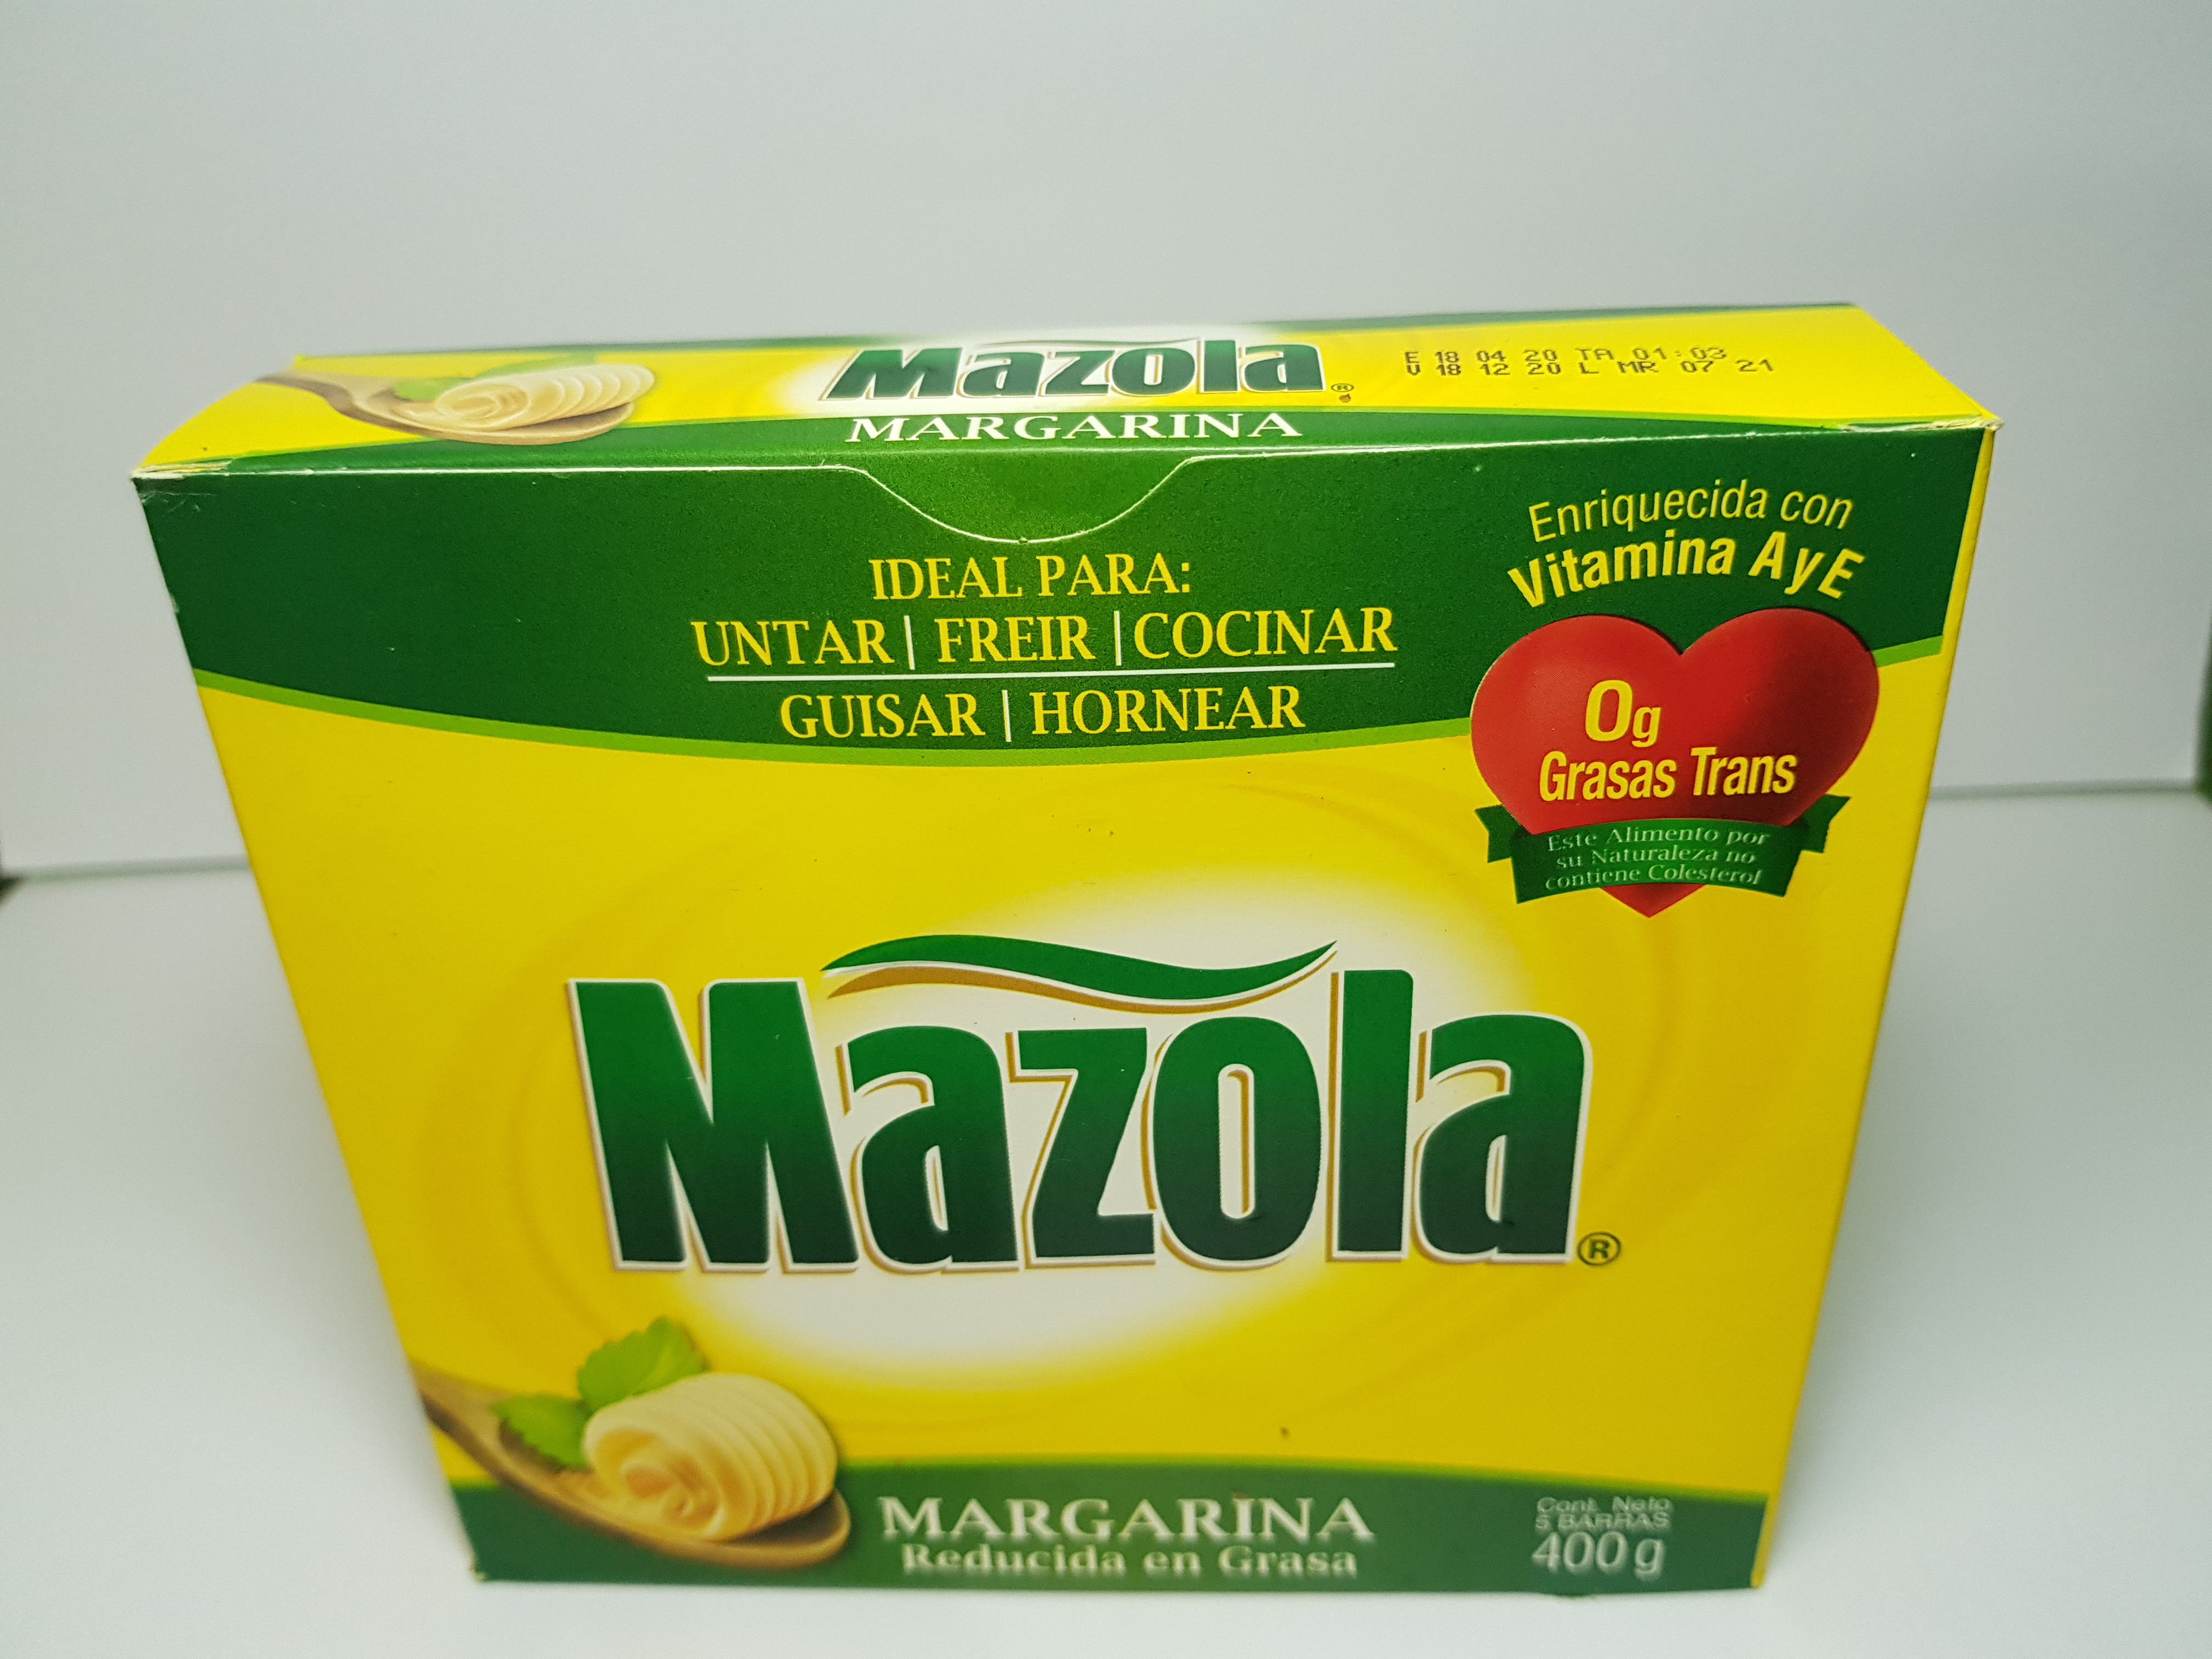 Mazola®
MARGARINA
E 18 04 20 TA 01:03
V 18 12 20 L MR 07 21
IDEAL PARA:
UNTAR | FREIR | COCINAR
GUISAR | HORNEAR
Enriquecida con
Vitamina A y E
0g
Grasas Trans
Este Alimento por
su Naturaleza no
contiene Colesterol
Mazola®
MARGARINA
Reducida en Grasa
Cont. Neto
5 BARRAS
400 g